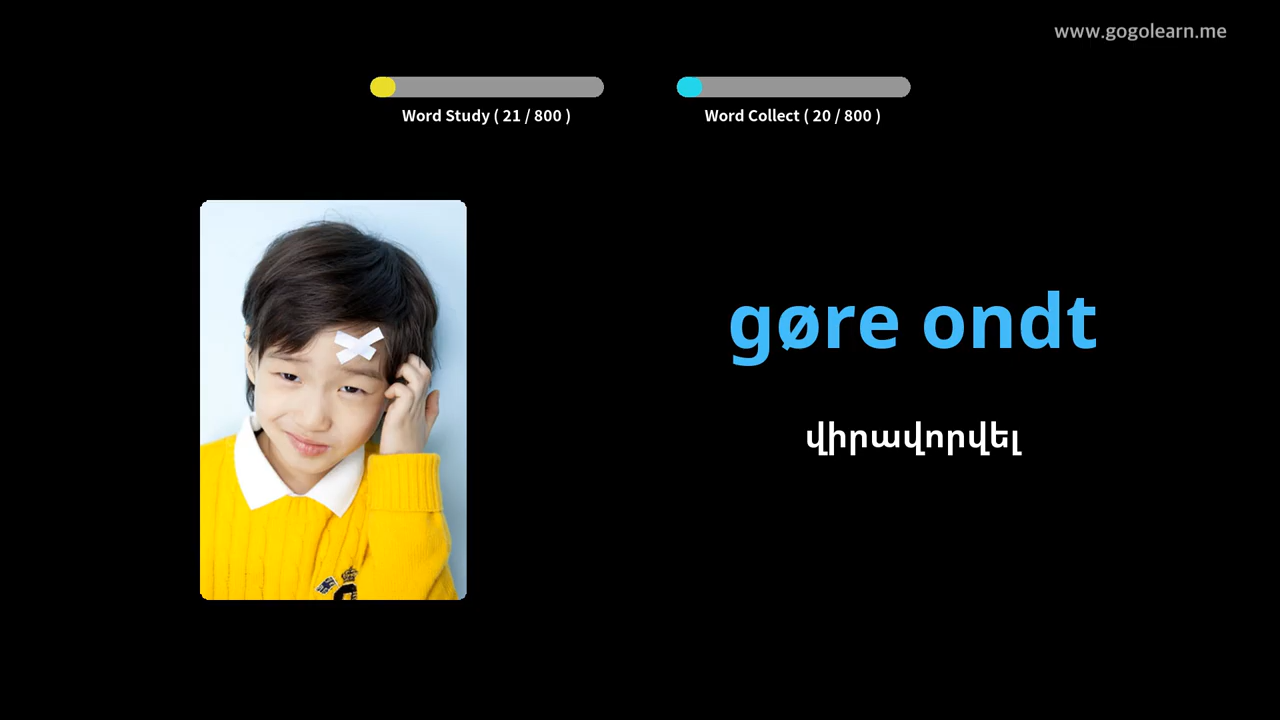 www.gogolearn.me
Word Study ( 21 / 800 )
Word Collect ( 20 / 800 )
gøre ondt
վիրավորվել